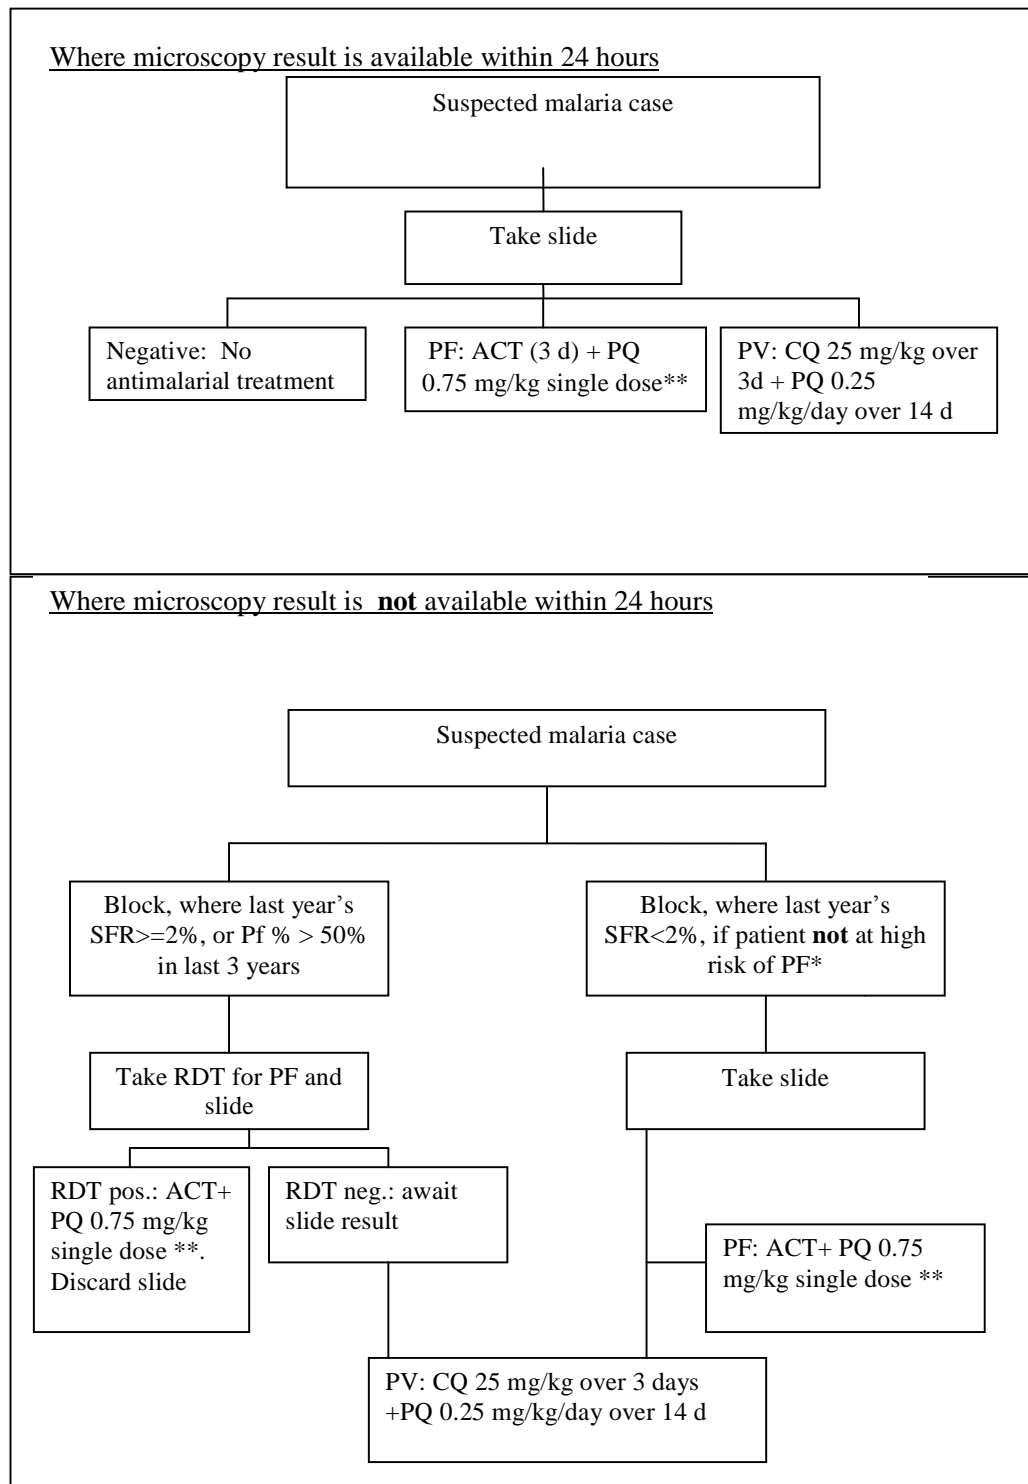 Where microscopy result is available within 24 hours
Suspected malaria case
Take slide
Negative: No
antimalarial treatment
PF: ACT (3 d) + PQ
0.75 mg/kg single dose**
PV: CQ 25 mg/kg over
3d + PQ 0.25
mg/kg/day over 14 d
Where microscopy result is not available within 24 hours
Suspected malaria case
Block, where last year's
SFR>=2%, or Pf % > 50%
in last 3 years
Block, where last year's
SFR<2%, if patient not at high
risk of PF*
Take RDT for PF and
slide
Take slide
RDT pos.: ACT+
PQ 0.75 mg/kg
single dose **.
Discard slide
RDT neg.: await
slide result
PF: ACT+ PQ 0.75
mg/kg single dose **
PV: CQ 25 mg/kg over 3 days
+PQ 0.25 mg/kg/day over 14 d